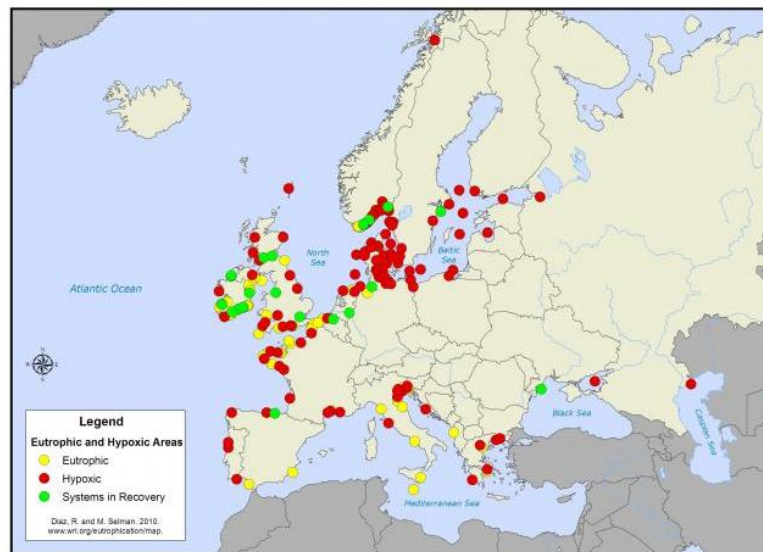 North
Sea
Baltic
Sea
Atlantic Ocean
Black Sea
Caspian Sea
Mediterranean Sea
Legend
Eutrophic and Hypoxic Areas
Eutrophic
Hypoxic
Systems in Recovery
Diaz, R. and M. Selman. 2010.
www.wri.org/eutrophication/map.